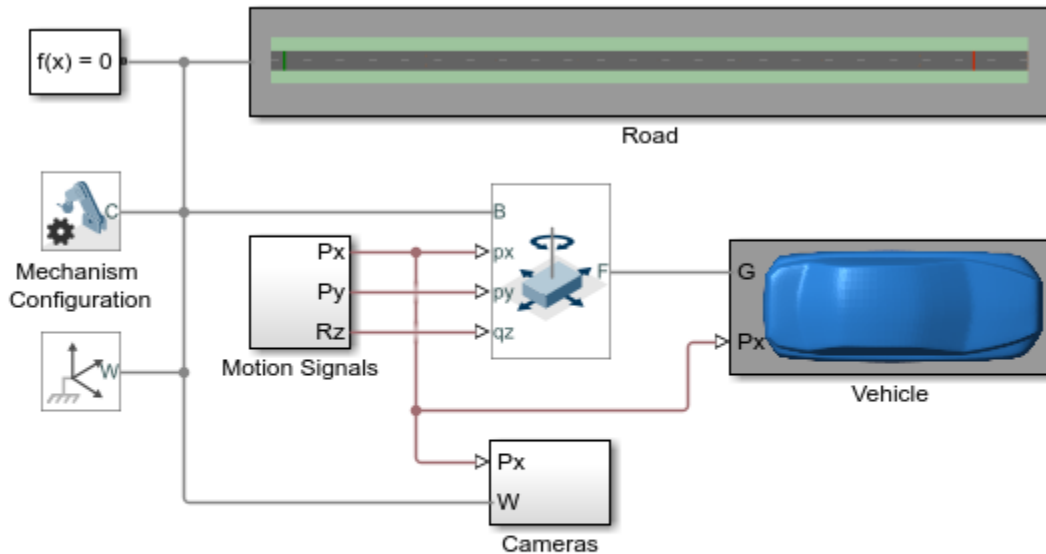 f(x) = 0
Road
C
Mechanism
Configuration
W
Px
Py
Rz
Motion Signals
B
px
py
qz
F
G
Px
Vehicle
Px
W
Cameras